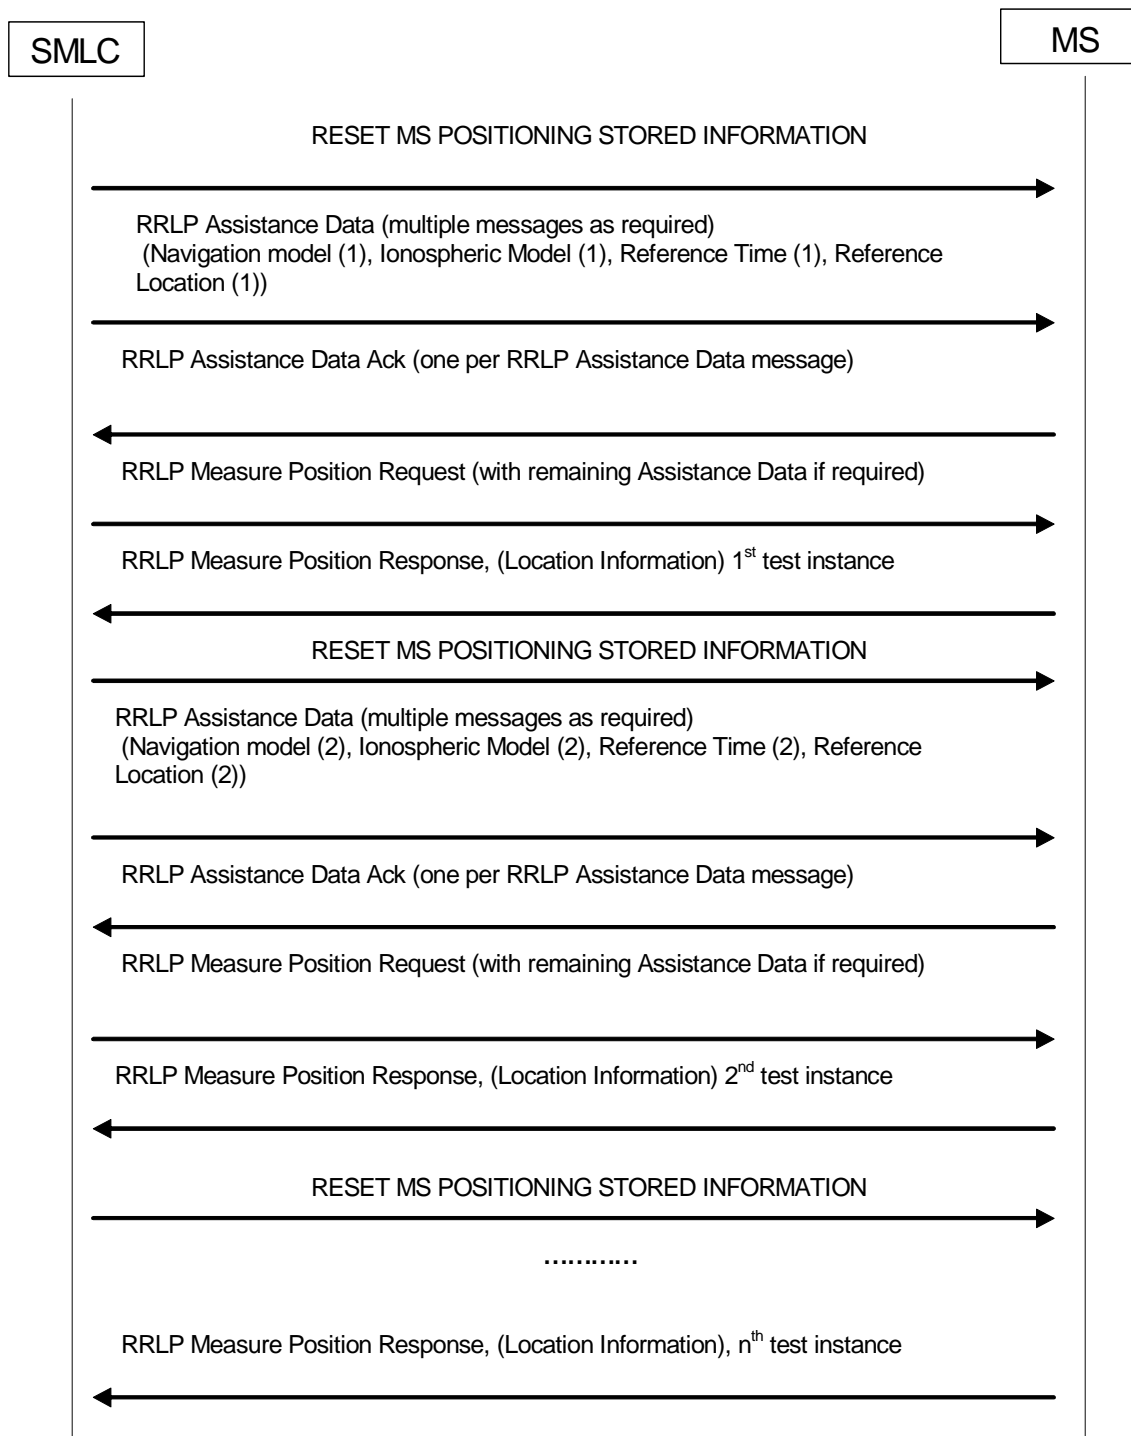 SMLC
MS
RESET MS POSITIONING STORED INFORMATION
RRLP Assistance Data (multiple messages as required)
(Navigation model (1), Ionospheric Model (1), Reference Time (1), Reference
Location (1))
RRLP Assistance Data Ack (one per RRLP Assistance Data message)
RRLP Measure Position Request (with remaining Assistance Data if required)
RRLP Measure Position Response, (Location Information) 1st test instance
RESET MS POSITIONING STORED INFORMATION
RRLP Assistance Data (multiple messages as required)
(Navigation model (2), Ionospheric Model (2), Reference Time (2), Reference
Location (2))
RRLP Assistance Data Ack (one per RRLP Assistance Data message)
RRLP Measure Position Request (with remaining Assistance Data if required)
RRLP Measure Position Response, (Location Information) 2nd test instance
RESET MS POSITIONING STORED INFORMATION
…………
RRLP Measure Position Response, (Location Information), nth test instance